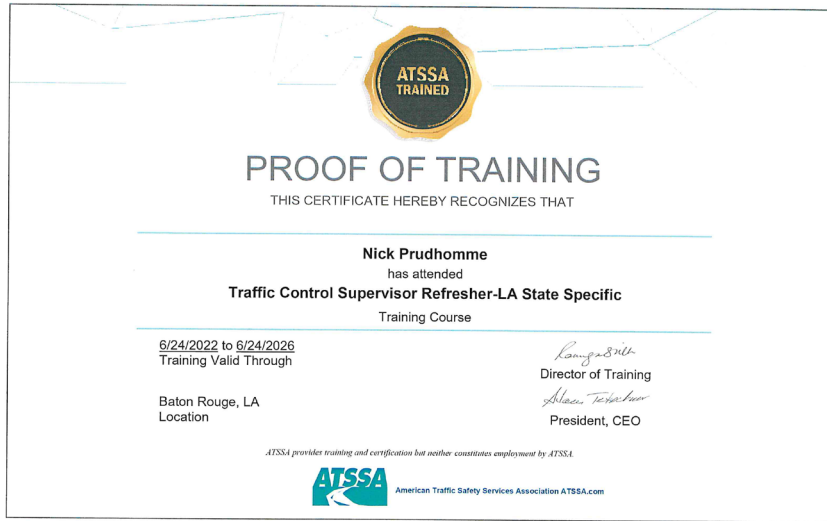 ATSSA
TRAINED
PROOF OF TRAINING
THIS CERTIFICATE HEREBY RECOGNIZES THAT
Nick Prudhomme
has attended
Traffic Control Supervisor Refresher-LA State Specific
Training Course
6/24/2022 to 6/24/2026
Training Valid Through
Director of Training
Baton Rouge, LA
Location
President, CEO
ATSSA provides training and certification but neither constitutes employment by ATSSA.
ATSSA
American Traffic Safety Services Association ATSSA.com